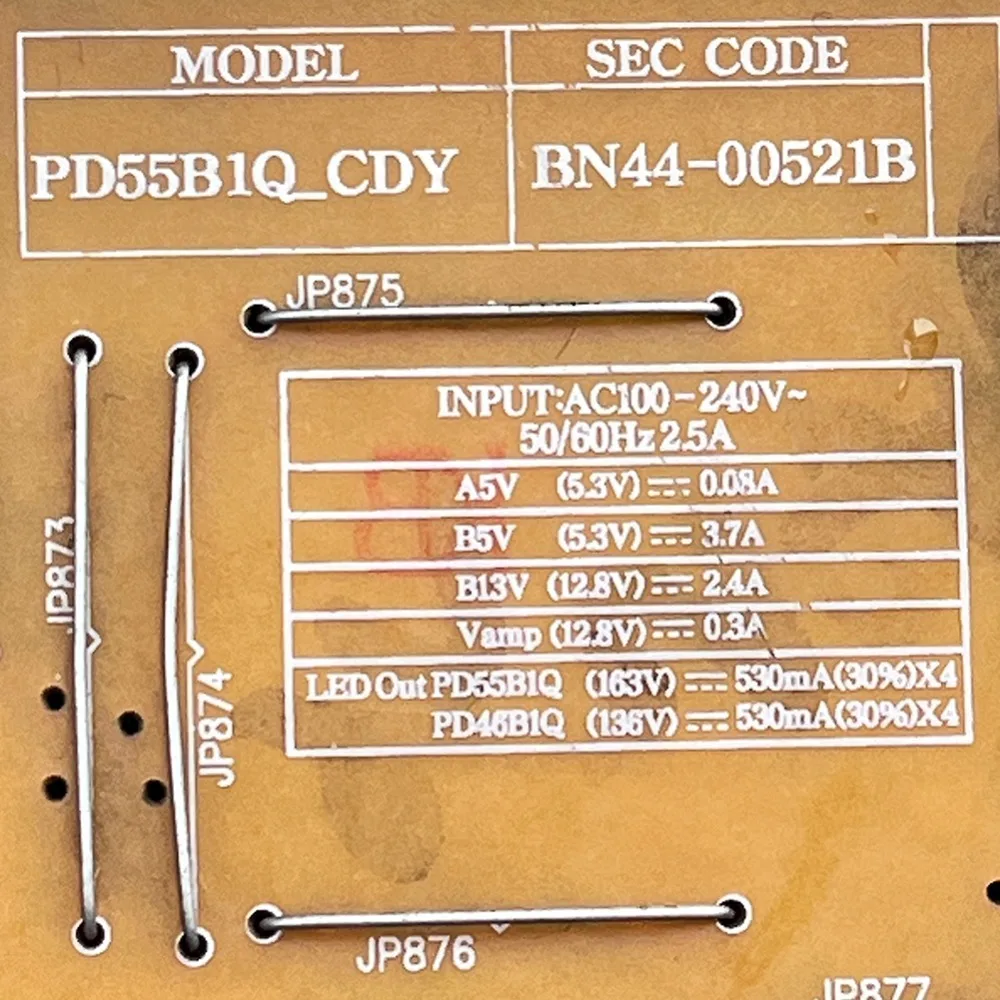 MODEL SEC CODE
PD55B1Q_CDY BN44-00521B
JP875
INPUT:AC100-240V~
50/60Hz 2.5A
A5V (5.3V) ⎓ 0.08A
B5V (5.3V) ⎓ 3.7A
B13V (12.8V) ⎓ 2.4A
Vamp (12.8V) ⎓ 0.3A
LED Out PD55B1Q (163V) ⎓ 530mA(30%)X4
PD46B1Q (136V) ⎓ 530mA(30%)X4
JP873
JP874
JP876
JP877